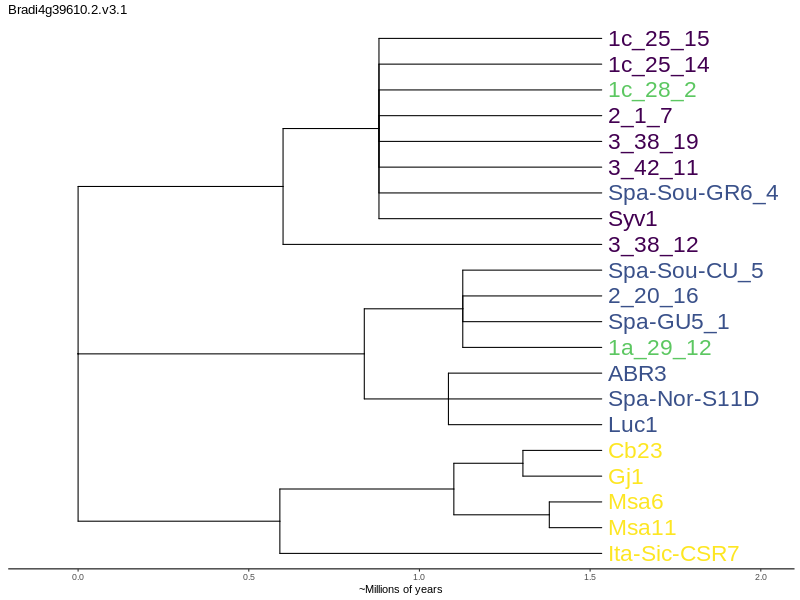 Bradi4g39610.2.v3.1
1c_25_15
1c_25_14
1c_28_2
2_1_7
3_38_19
3_42_11
Spa-Sou-GR6_4
Syv1
3_38_12
Spa-Sou-CU_5
2_20_16
Spa-GU5_1
1a_29_12
ABR3
Spa-Nor-S11D
Luc1
Cb23
Gj1
Msa6
Msa11
Ita-Sic-CSR7
0.0 0.5 1.0 1.5 2.0
~Millions of years